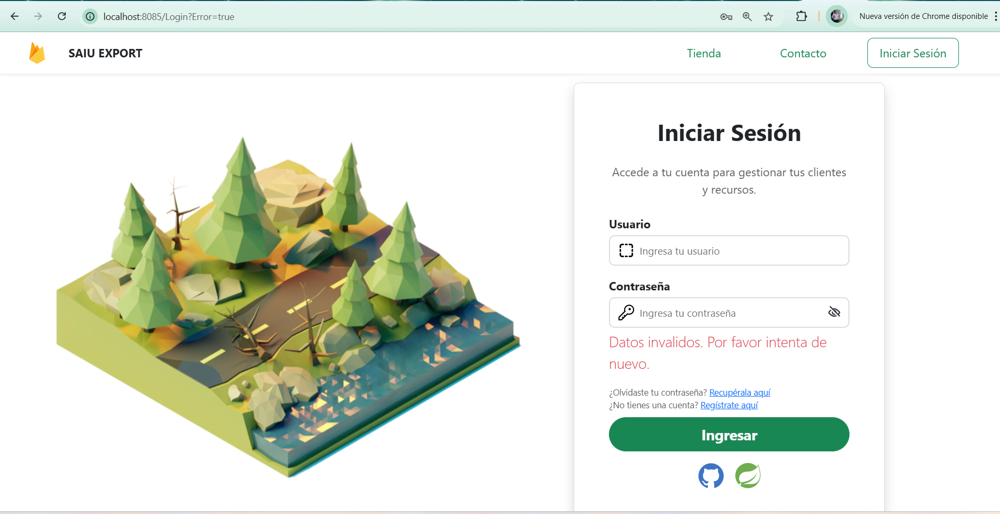 localhost:8085/Login?Error=true
Nueva versión de Chrome disponible
SAIU EXPORT
Tienda
Contacto
Iniciar Sesión
Iniciar Sesión
Accede a tu cuenta para gestionar tus clientes
y recursos.
Usuario
Ingresa tu usuario
Contraseña
Ingresa tu contraseña
Datos invalidos. Por favor intenta de
nuevo.
¿Olvidaste tu contraseña? Recupérala aquí
¿No tienes una cuenta? Regístrate aquí
Ingresar